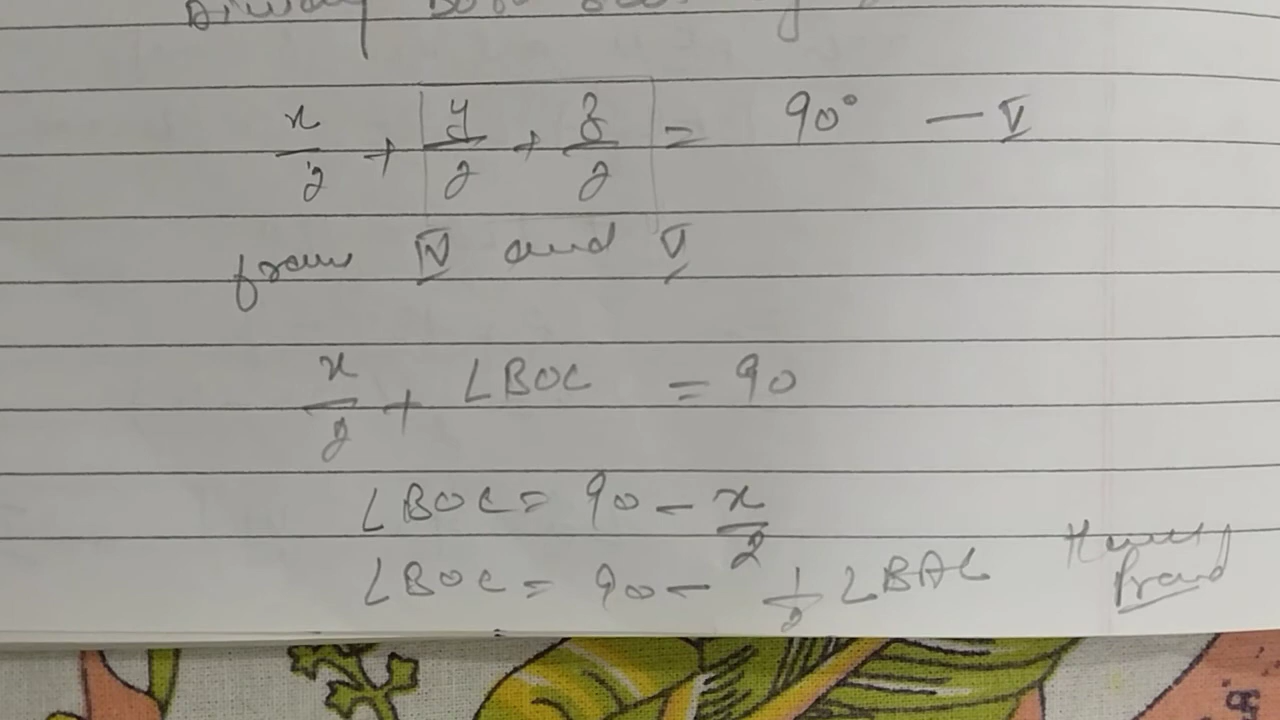 x/2 + y/2 + z/2 = 90° — V
from IV and V
x/2 + ∠BOC = 90
∠BOC = 90 - x/2
∠BOC = 90 - 1/2 ∠BAC Hence Proved